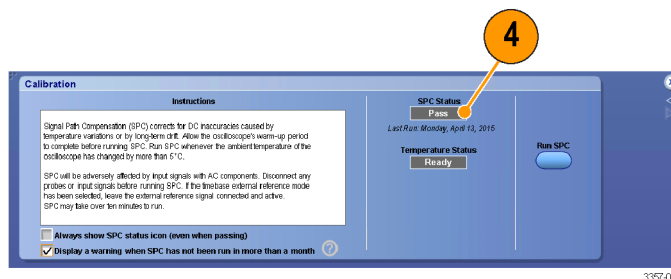 4
Calibration
Instructions
Signal Path Compensation (SPC) corrects for DC inaccuracies caused by
temperature variations or by long-term drift. Allow the oscilloscope's warm-up period
to complete before running SPC. Run SPC whenever the ambient temperature of the
oscilloscope has changed by more than 5°C.
SPC will be adversely affected by input signals with AC components. Disconnect any
probes or input signals before running SPC. If the timebase external reference mode
has been selected, leave the external reference signal connected and active.
SPC may take over ten minutes to run.
Always show SPC status icon (even when passing)
Display a warning when SPC has not been run in more than a month
?
SPC Status
Pass
Last Run: Monday, April 13, 2015
Temperature Status
Ready
Run SPC